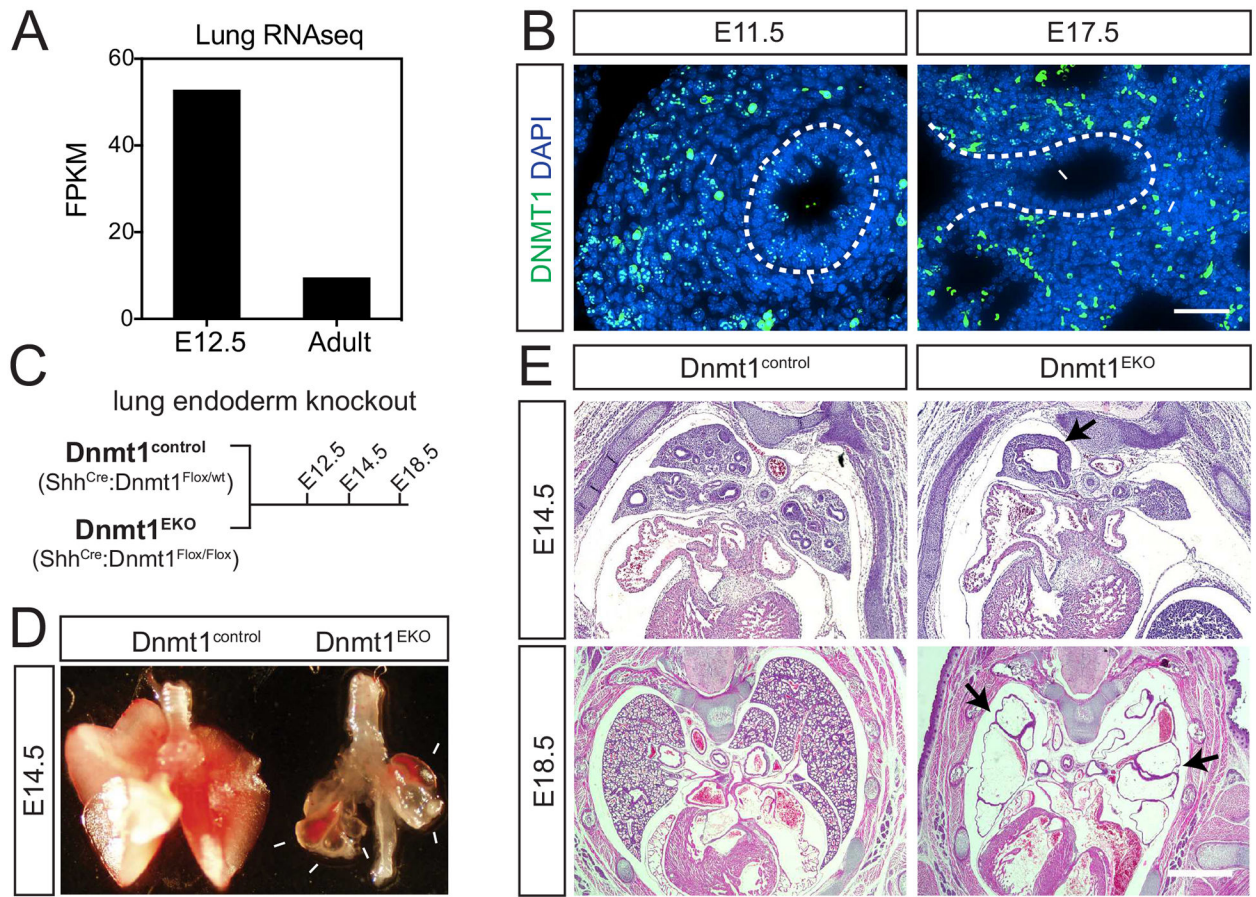 A
Lung RNAseq
FPKM
60
40
20
0
E12.5
Adult
B
E11.5
E17.5
DNMT1 DAPI
C
lung endoderm knockout
Dnmt1control
(ShhCre:Dnmt1Flox/wt)
Dnmt1EKO
(ShhCre:Dnmt1Flox/Flox)
E12.5
E14.5
E18.5
D
Dnmt1control
Dnmt1EKO
E14.5
E
Dnmt1control
Dnmt1EKO
E14.5
E18.5